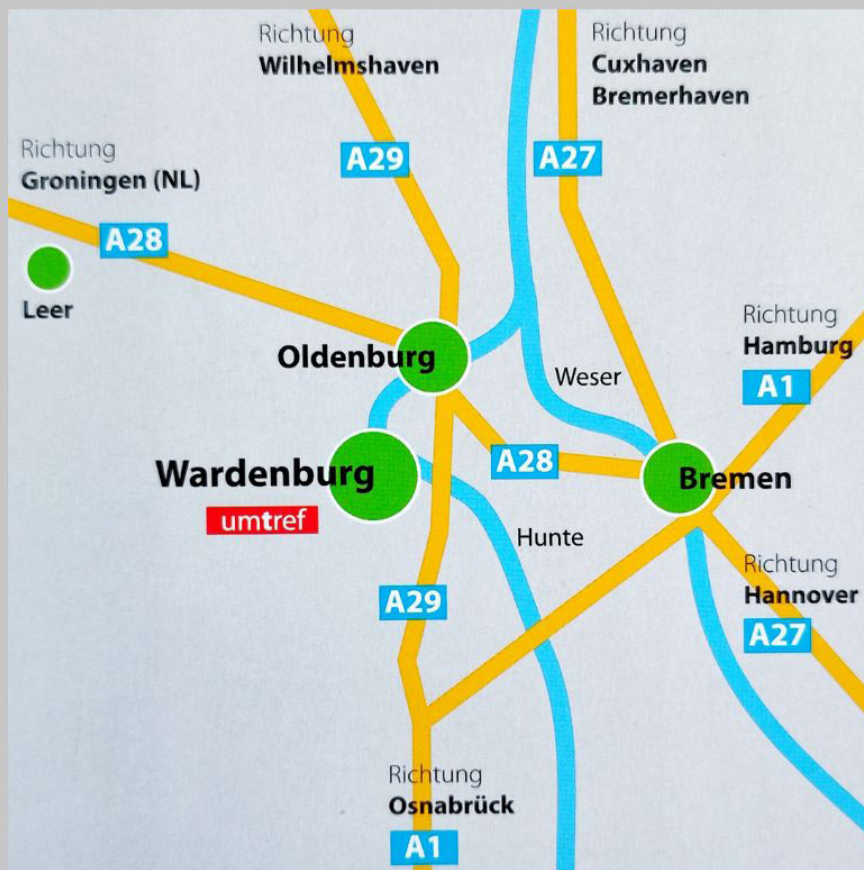 Richtung
Wilhelmshaven
Richtung
Cuxhaven
Bremerhaven
Richtung
Groningen (NL)
A29
A27
A28
Leer
Richtung
Hamburg
A1
Oldenburg
Weser
Wardenburg
A28
Bremen
umtref
Hunte
Richtung
Hannover
A27
A29
Richtung
Osnabrück
A1